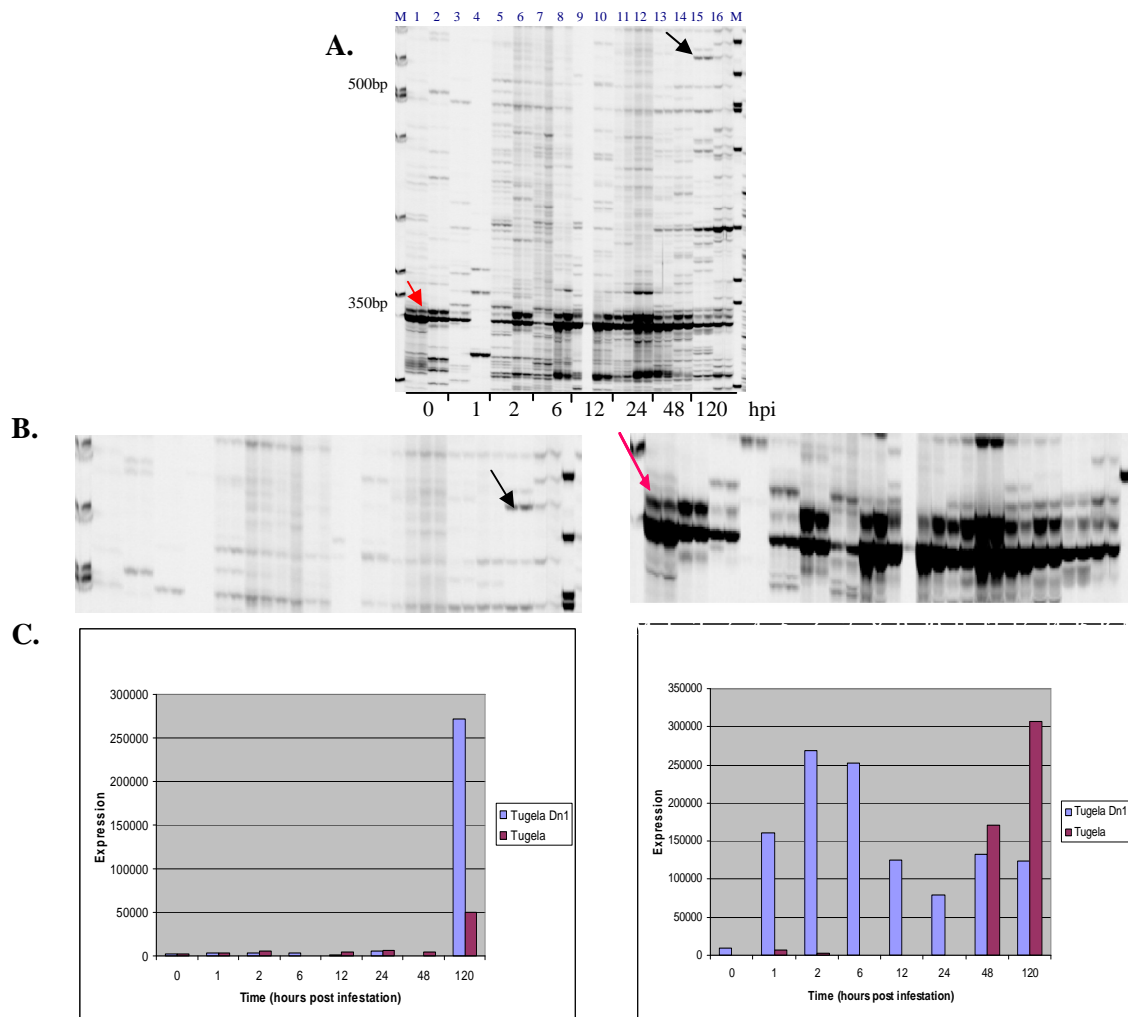 M 1 2 3 4 5 6 7 8 9 10 11 12 13 14 15 16 M
A.
500bp
350bp
0 1 2 6 12 24 48 120 hpi
B.
C.
300000
250000
200000
150000
100000
50000
0
Expression
0 1 2 6 12 24 48 120
Time (hours post infestation)
Tugela Dn1
Tugela
350000
300000
250000
200000
150000
100000
50000
0
Expression
0 1 2 6 12 24 48 120
Time (hours post infestation)
Tugela Dn1
Tugela